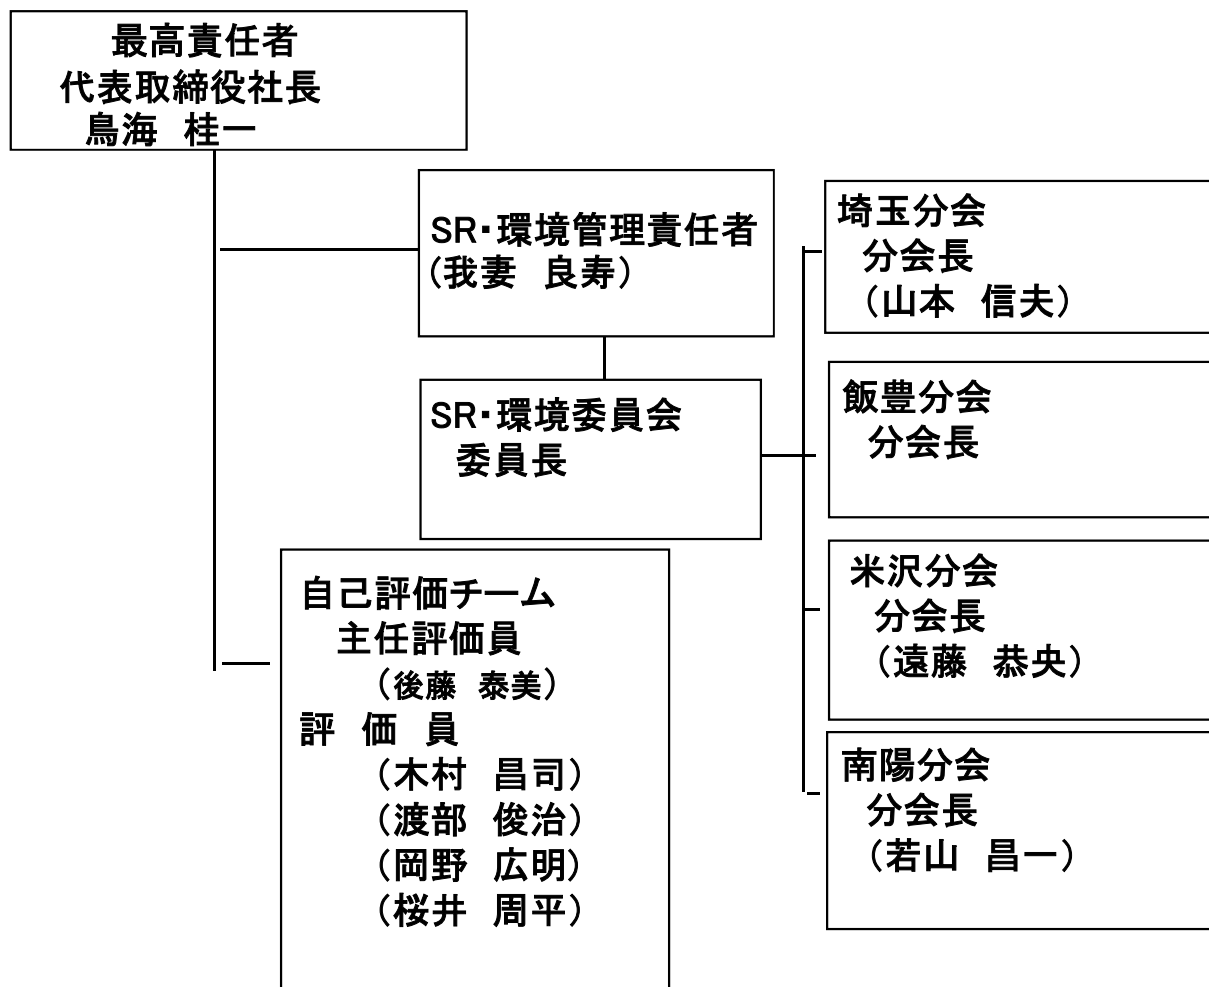 最高責任者
代表取締役社長
鳥海　桂一
SR・環境管理責任者
(我妻　良寿)
SR・環境委員会
委員長
自己評価チーム
主任評価員
(後藤　泰美)
評　価　員
(木村　昌司)
(渡部　俊治)
(岡野　広明)
(桜井　周平)
埼玉分会
分会長
(山本　信夫)
飯豊分会
分会長
米沢分会
分会長
(遠藤　恭央)
南陽分会
分会長
(若山　昌一)